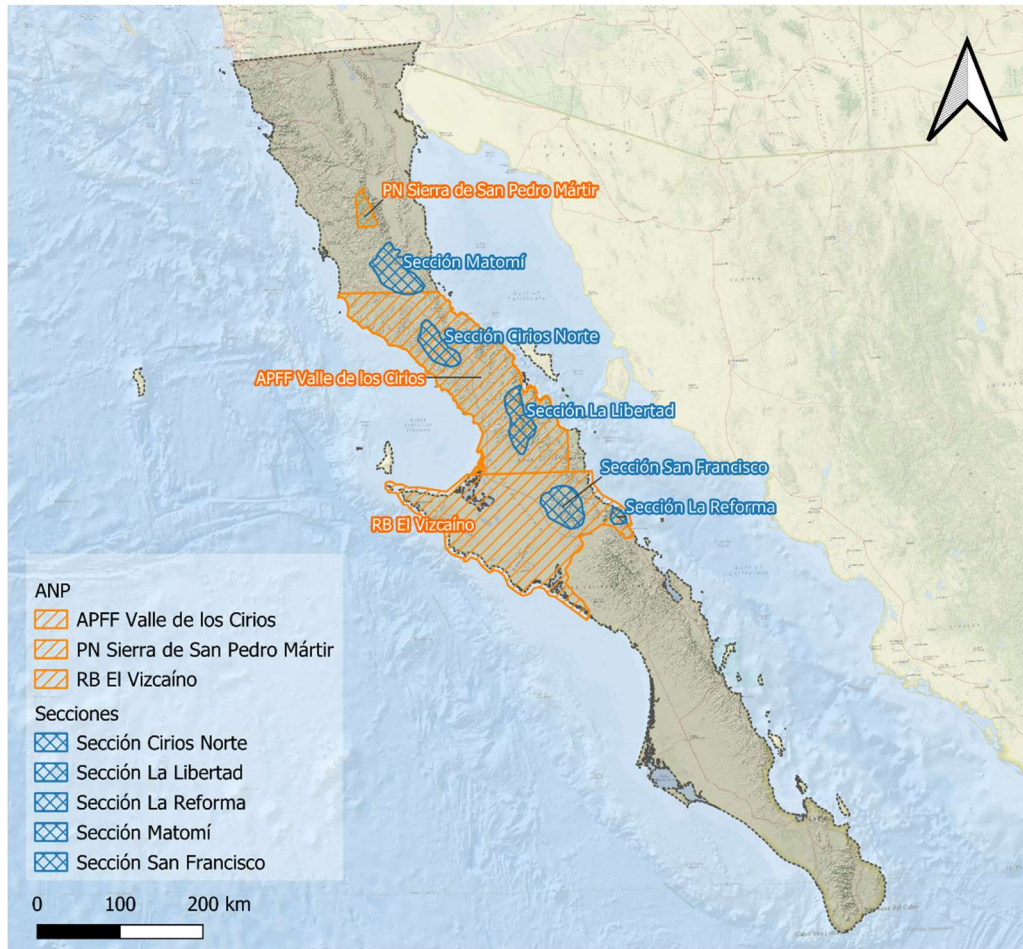 PN Sierra de San Pedro Mártir
Sección Matomí
Sección Cirios Norte
APFF Valle de los Cirios
Sección La Libertad
Sección San Francisco
Sección La Reforma
RB El Vizcaíno
ANP
APFF Valle de los Cirios
PN Sierra de San Pedro Mártir
RB El Vizcaíno
Secciones
Sección Cirios Norte
Sección La Libertad
Sección La Reforma
Sección Matomí
Sección San Francisco
0 100 200 km